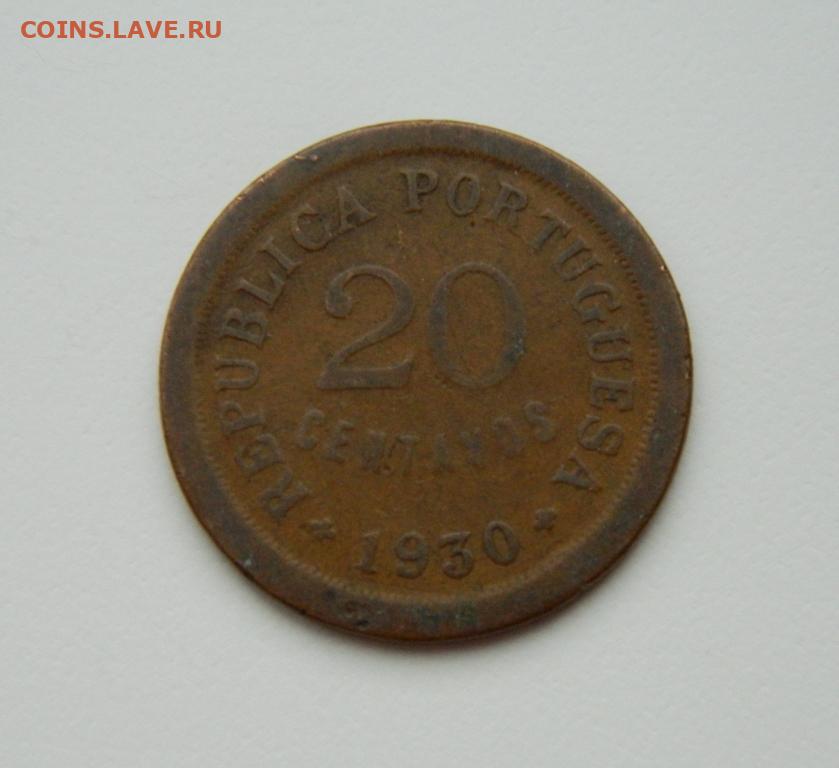 COINS.LAVE.RU
REPUBLICA PORTUGUESA
20
CENTAVOS
* 1930 *